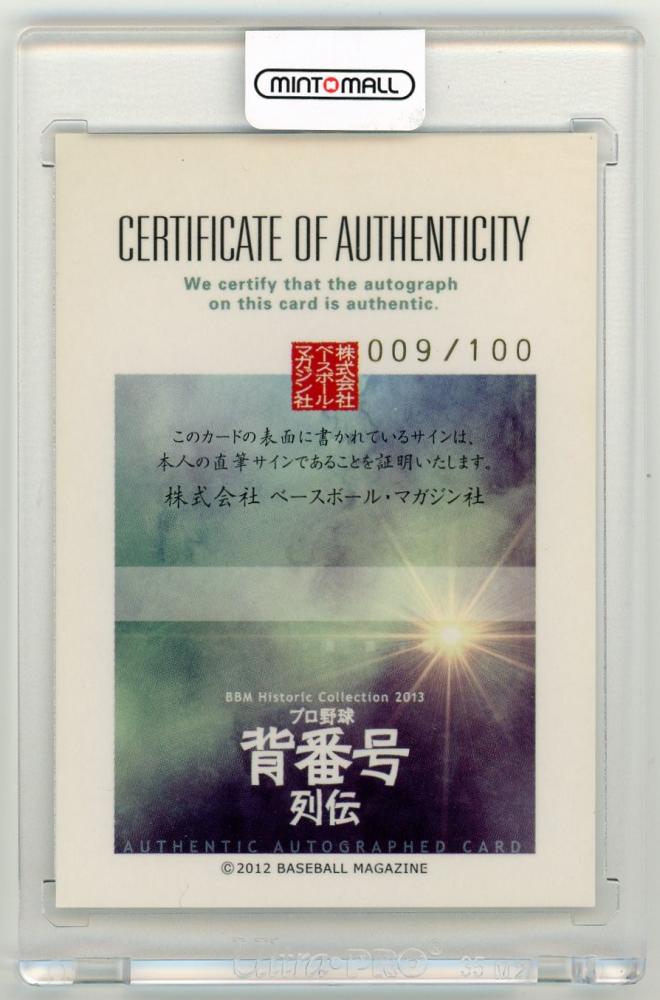 MINTMALL
CERTIFICATE OF AUTHENTICITY
We certify that the autograph
on this card is authentic.
株式会社
ベースボール・
マガジン社
009/100
このカードの表面に書かれているサインは、
本人の直筆サインであることを証明いたします。
株式会社 ベースボール・マガジン社
BBM Historic Collection 2013
プロ野球
背番号
列伝
AUTHENTIC AUTOGRAPHED CARD
©2012 BASEBALL MAGAZINE
Ultra•PRO®